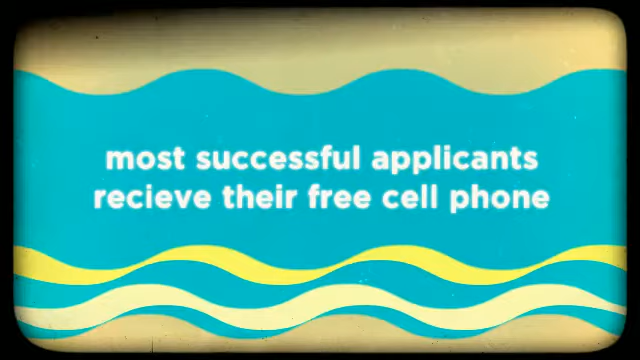 most successful applicants
recieve their free cell phone